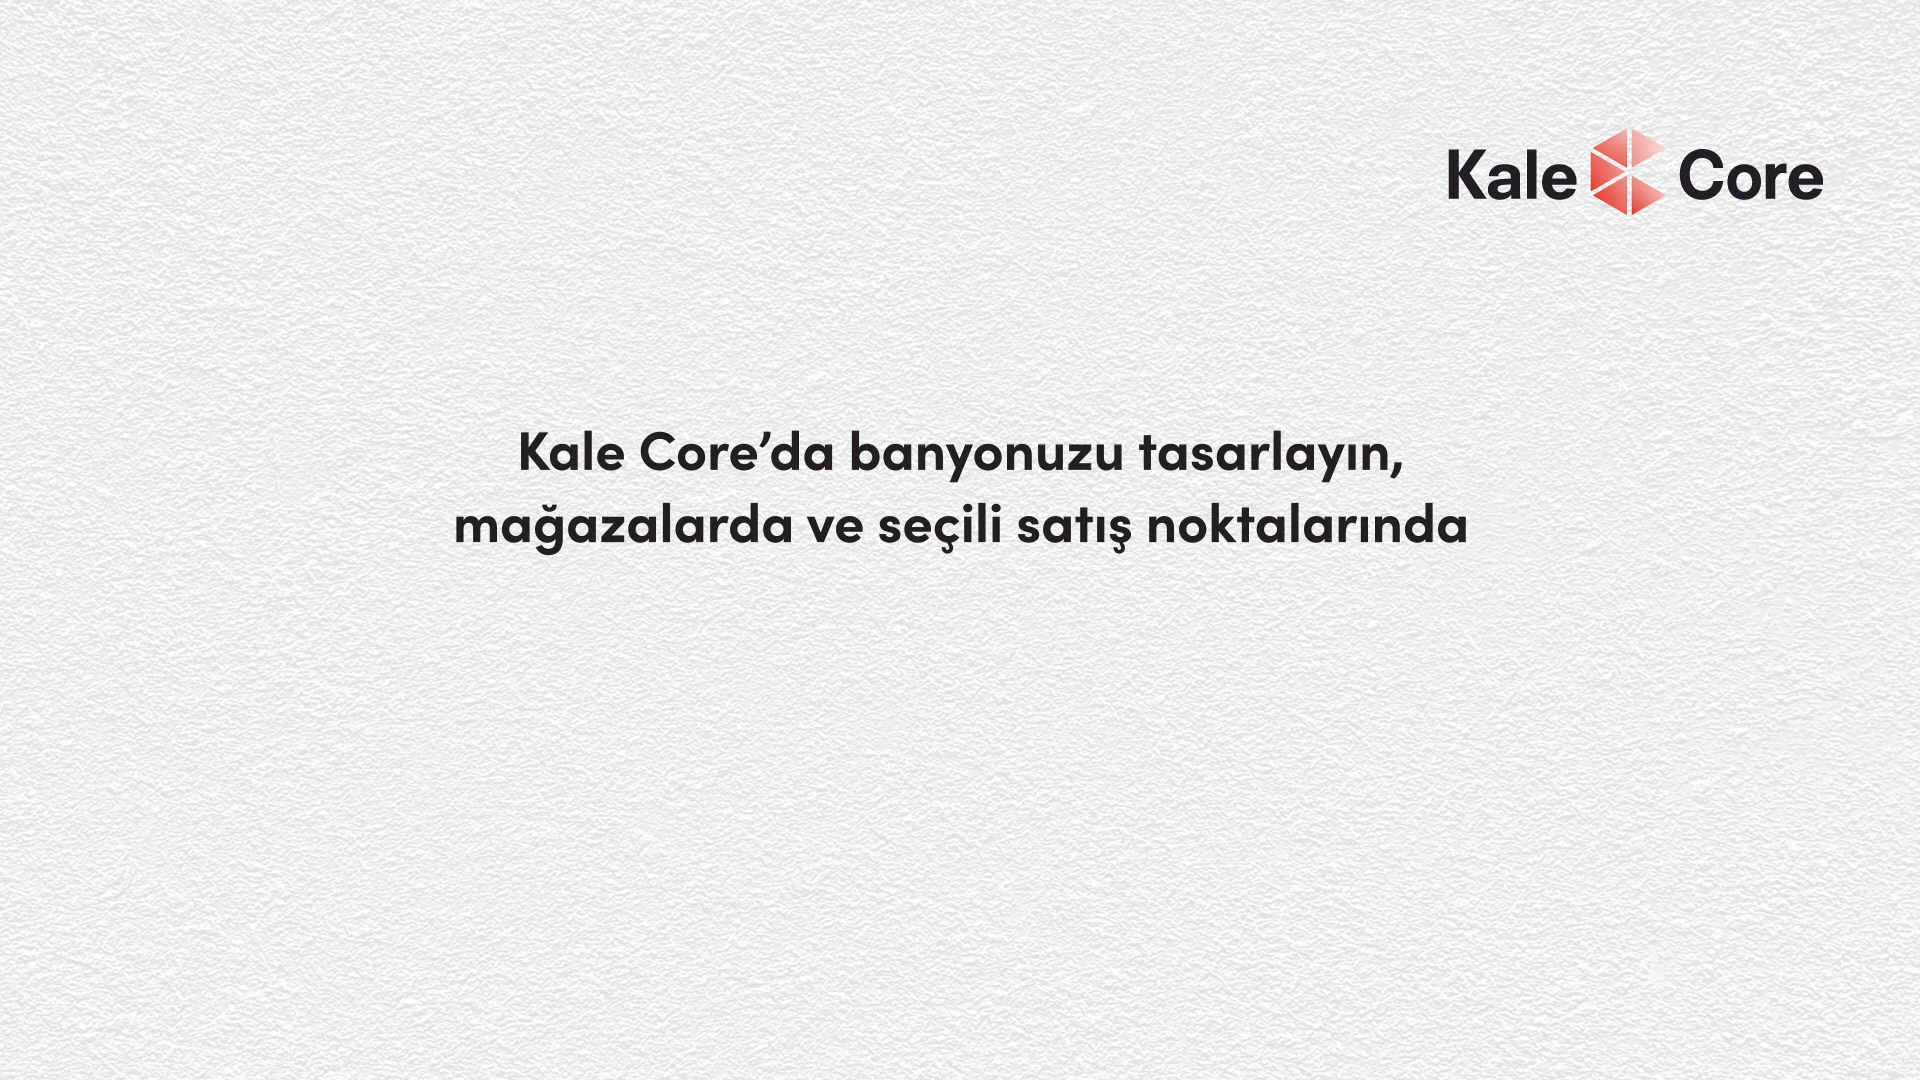 Kale Core
Kale Core’da banyonuzu tasarlayın,
mağazalarda ve seçili satış noktalarında